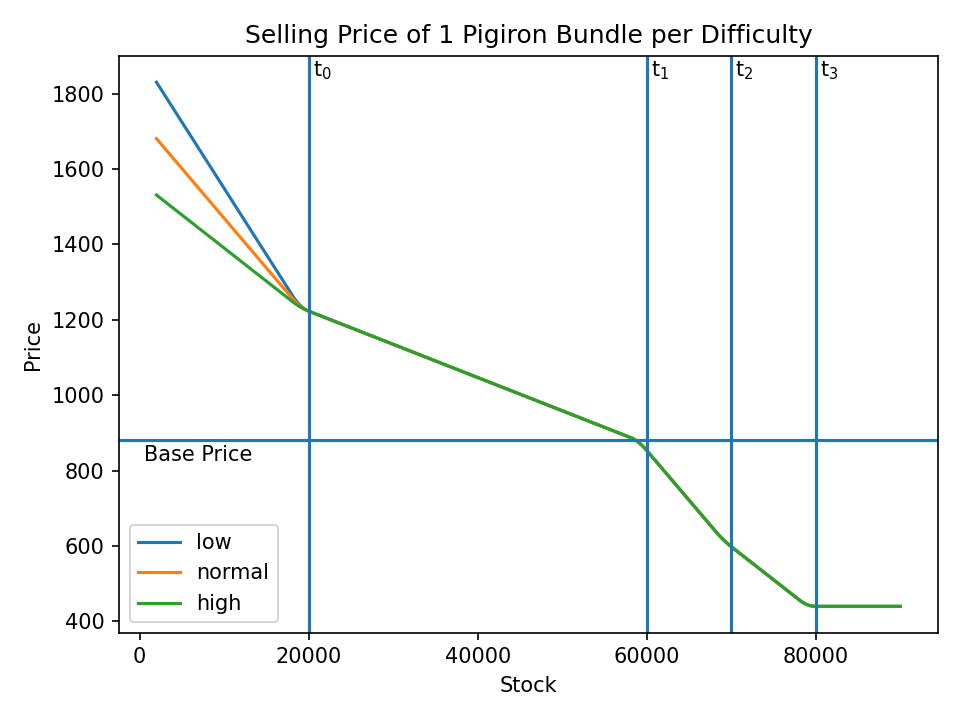 Selling Price of 1 Pigiron Bundle per Difficulty
t₀
t₁
t₂
t₃
1800
1600
1400
1200
1000
800
600
400
Price
Base Price
low
normal
high
0
20000
40000
60000
80000
Stock